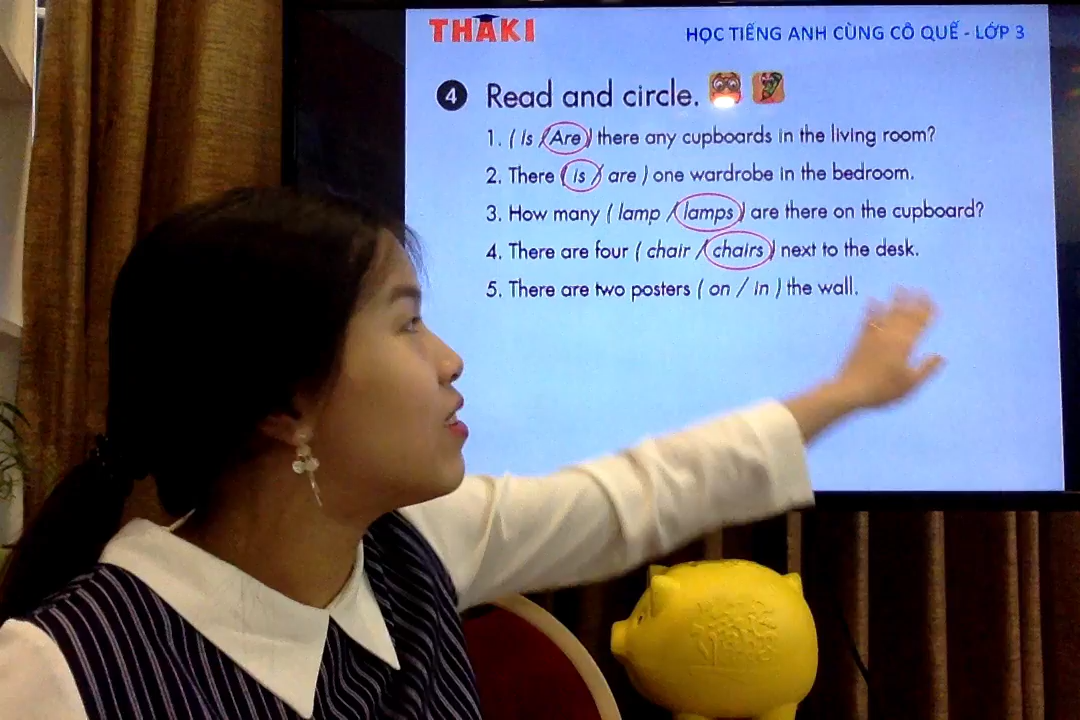 THAKI
HỌC TIẾNG ANH CÙNG CÔ QUẾ - LỚP 3
4 Read and circle.
1. ( Is / Are ) there any cupboards in the living room?
2. There ( is / are ) one wardrobe in the bedroom.
3. How many ( lamp / lamps ) are there on the cupboard?
4. There are four ( chair / chairs ) next to the desk.
5. There are two posters ( on / in ) the wall.